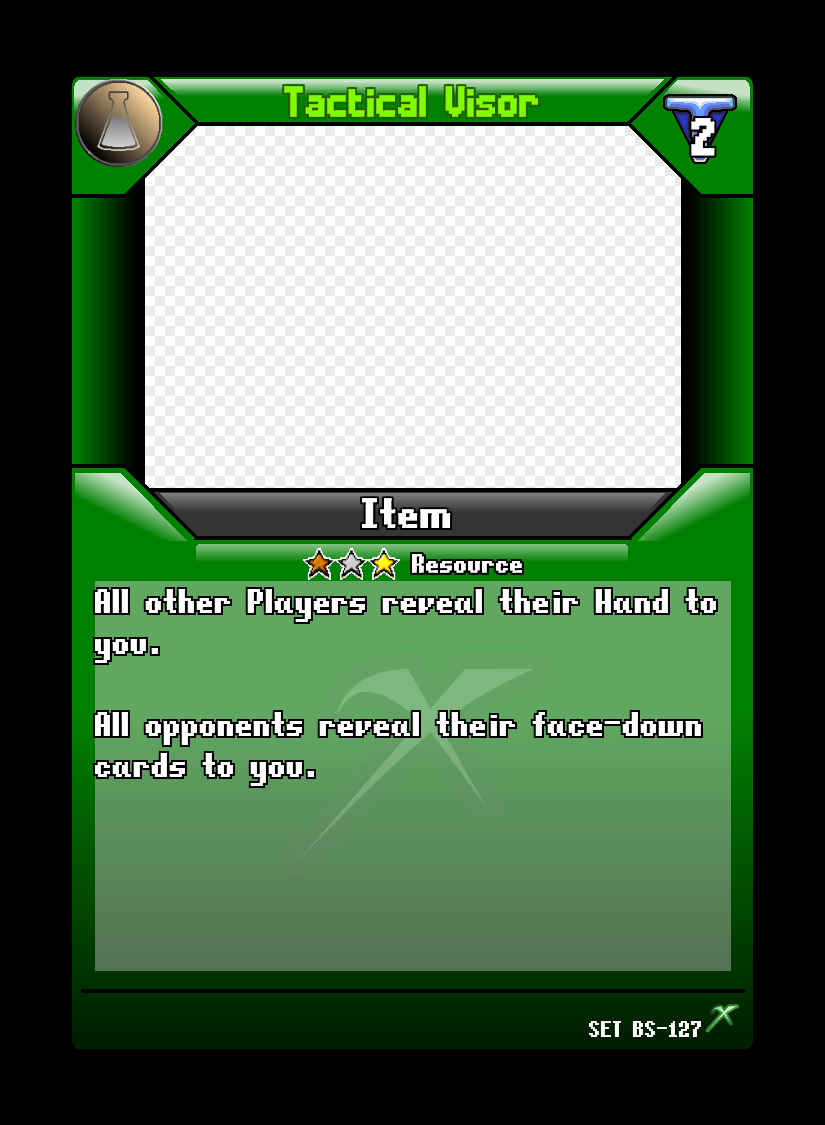 Tactical Visor
2
Item
Resource
All other Players reveal their Hand to
you.
All opponents reveal their face-down
cards to you.
SET BS-127